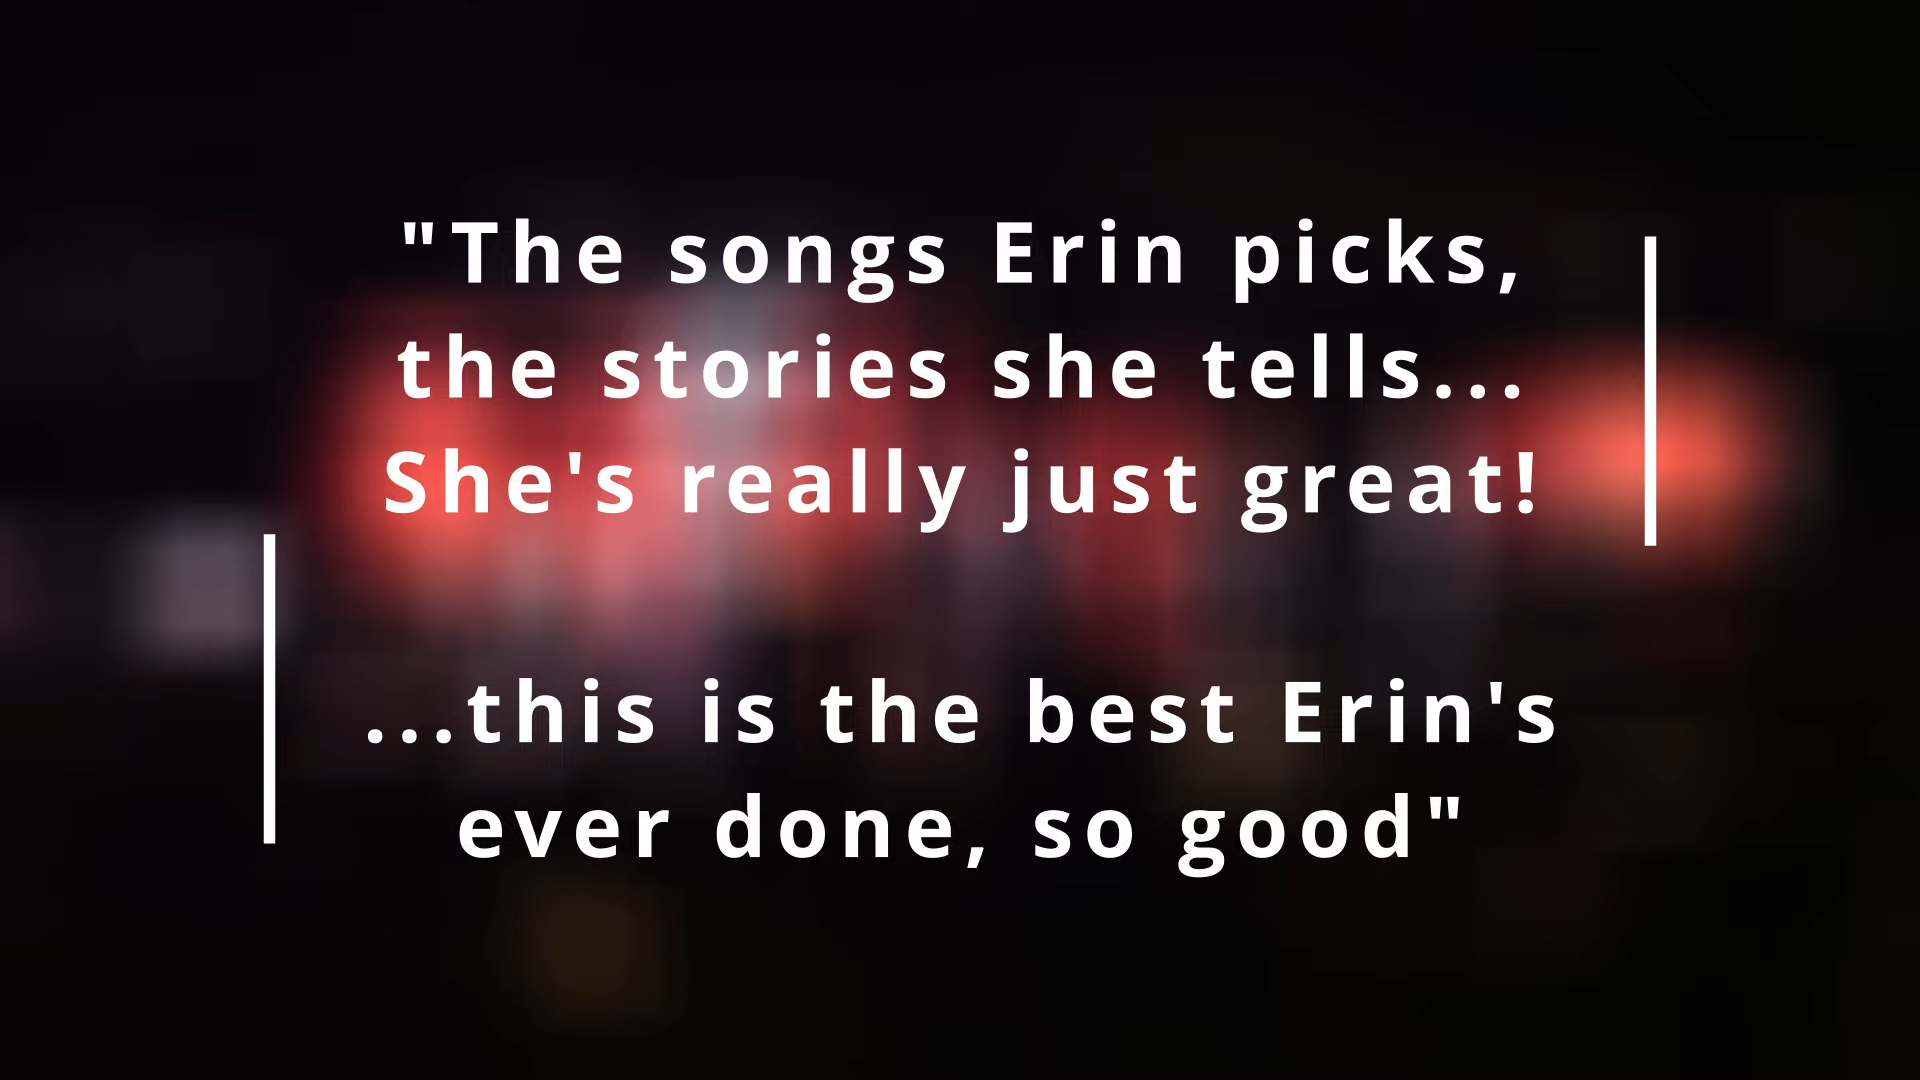 "The songs Erin picks,
the stories she tells...
She's really just great!
...this is the best Erin's
ever done, so good"